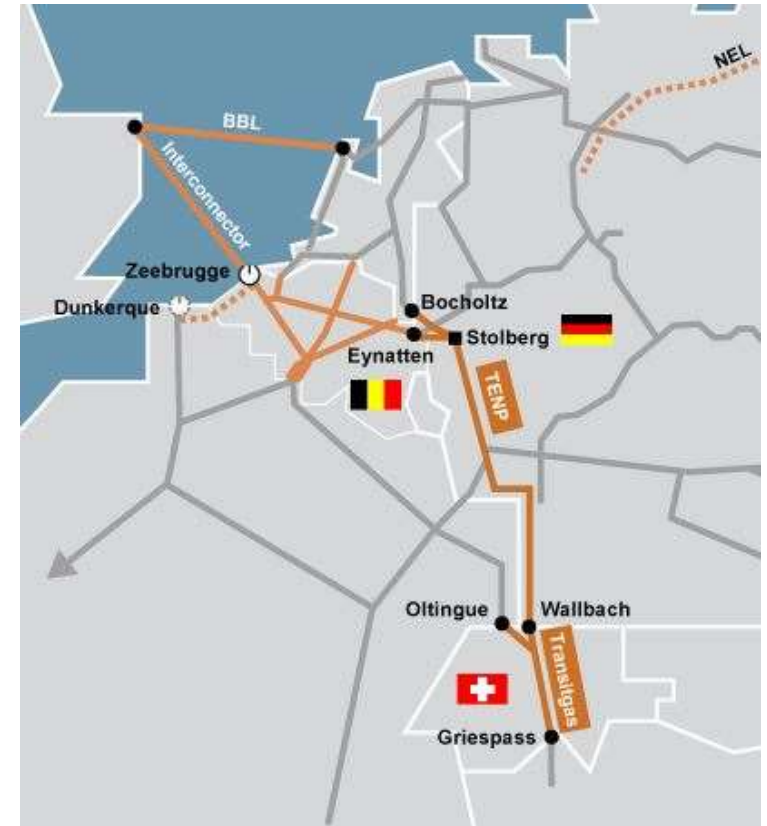 NEL
BBL
Interconnector
Zeebrugge
Dunkerque
Bocholtz
Stolberg
Eynatten
TENP
Oltingue
Wallbach
Transitgas
Griespass